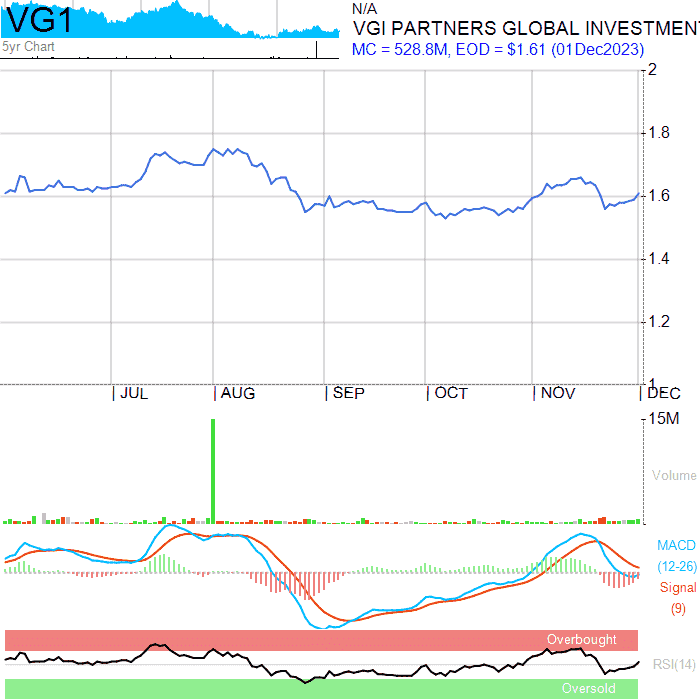 VG1
N/A
VGI PARTNERS GLOBAL INVESTMEN
5yr Chart
MC = 528.8M, EOD = $1.61 (01Dec2023)
2
1.8
1.6
1.4
1.2
1
JUL AUG SEP OCT NOV DEC
15M
Volume
MACD
(12-26)
Signal
(9)
Overbought
RSI(14)
Oversold